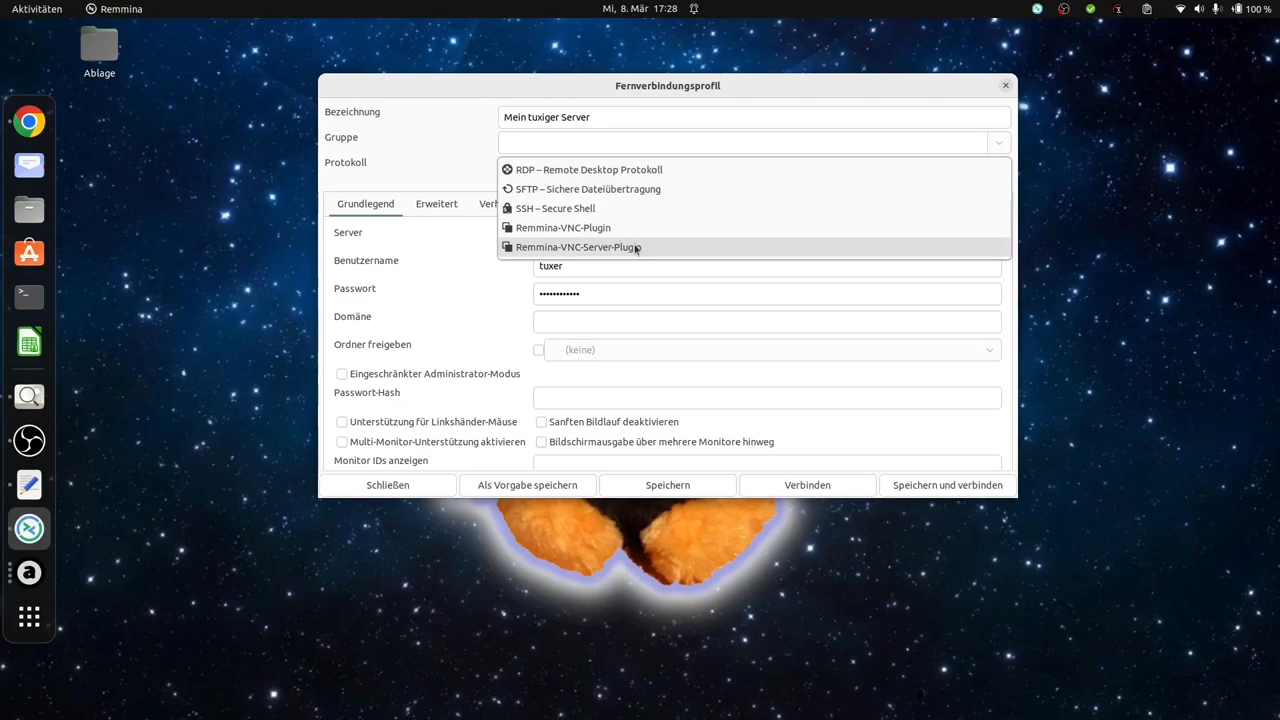 Aktivitäten
Remmina
Mi, 8. Mär 17:28
100 %
Ablage
Fernverbindungsprofil
Bezeichnung
Mein tuxiger Server
Gruppe
Protokoll
RDP – Remote Desktop Protokoll
SFTP – Sichere Dateiübertragung
SSH – Secure Shell
Remmina-VNC-Plugin
Remmina-VNC-Server-Plugin
Grundlegend
Erweitert
Server
Benutzername
tuxer
Passwort
••••••••••••
Domäne
Ordner freigeben
(keine)
Eingeschränkter Administrator-Modus
Passwort-Hash
Unterstützung für Linkshänder-Mäuse
Sanften Bildlauf deaktivieren
Multi-Monitor-Unterstützung aktivieren
Bildschirmausgabe über mehrere Monitore hinweg
Monitor IDs anzeigen
Schließen
Als Vorgabe speichern
Speichern
Verbinden
Speichern und verbinden